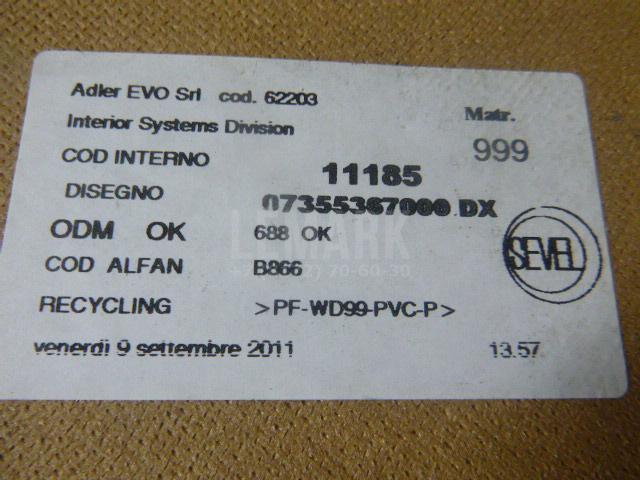 Adler EVO Srl cod. 62203
Interior Systems Division
Matr.
999
COD INTERNO 11185
DISEGNO 07355367000 DX
ODM OK 688 OK
COD ALFAN B866
SEVEL
RECYCLING >PF-WD99-PVC-P>
venerdì 9 settembre 2011 13.57
LEMARK